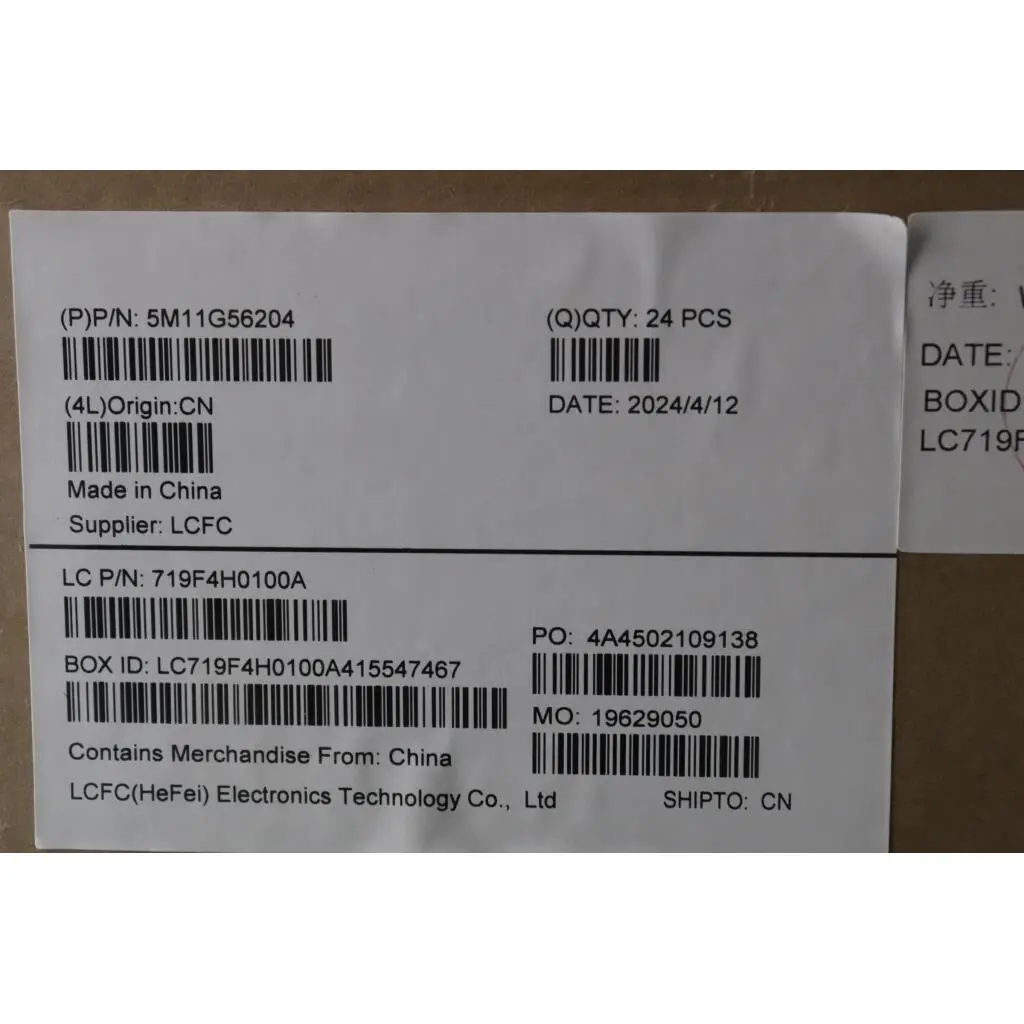 (P)P/N: 5M11G56204
(Q)QTY: 24 PCS
(4L)Origin:CN
DATE: 2024/4/12
Made in China
Supplier: LCFC
LC P/N: 719F4H0100A
PO: 4A4502109138
BOX ID: LC719F4H0100A415547467
MO: 19629050
Contains Merchandise From: China
LCFC(HeFei) Electronics Technology Co., Ltd
SHIPTO: CN
净重:
DATE:
BOXID
LC719F